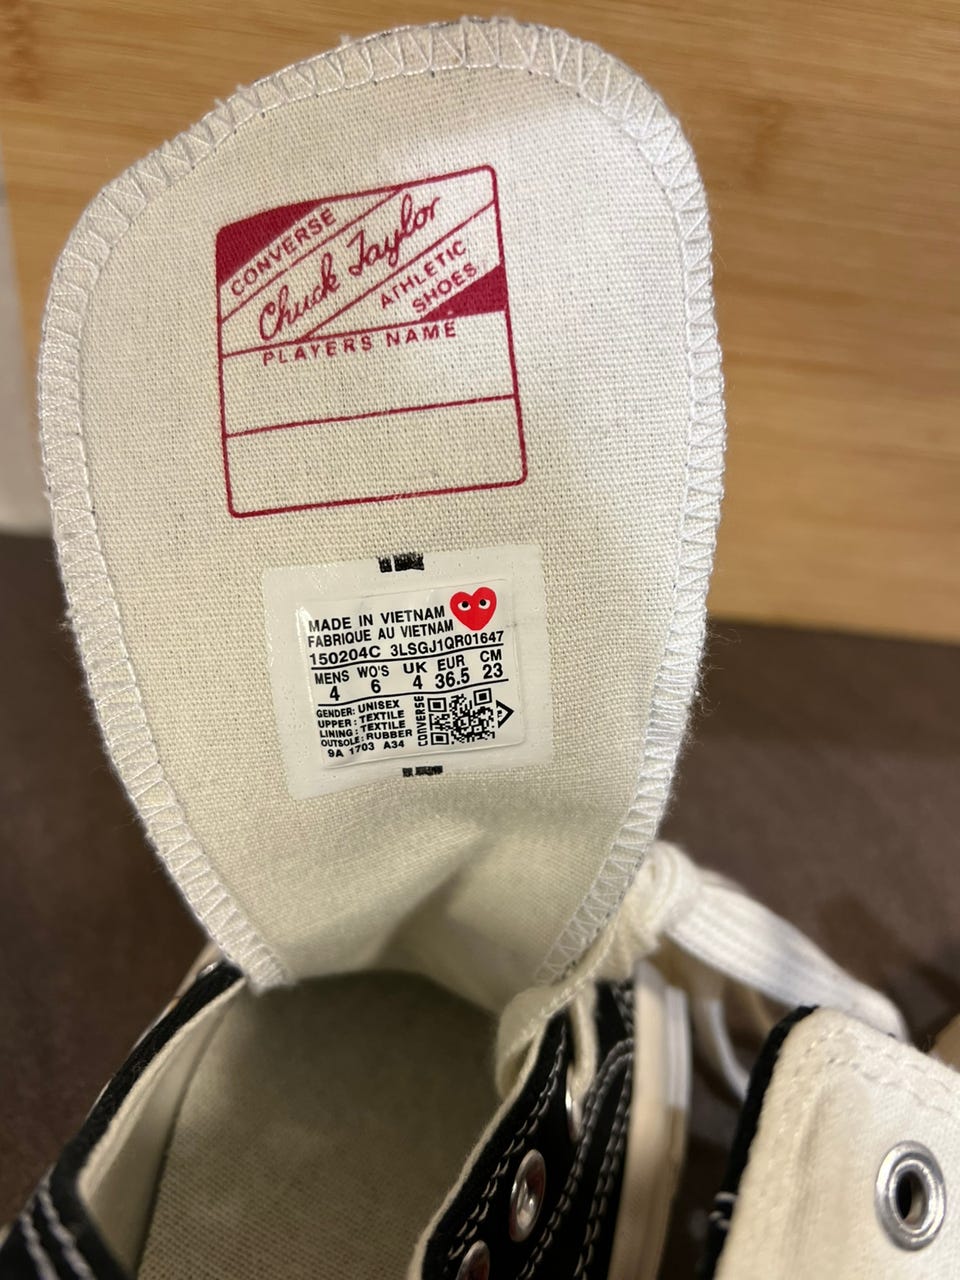 CONVERSE
Chuck Taylor
ATHLETIC
SHOES
PLAYERS NAME
MADE IN VIETNAM
FABRIQUE AU VIETNAM
150204C 3LSGJ1QR01647
MENS WO'S UK EUR CM
4 6 4 36.5 23
GENDER: UNISEX
UPPER: TEXTILE
LINING: TEXTILE
OUTSOLE: RUBBER
9A 1703 A34
CONVERSE